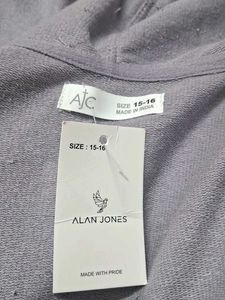 AJC
SIZE 15-16
MADE IN INDIA
SIZE : 15-16
ALAN JONES
MADE WITH PRIDE